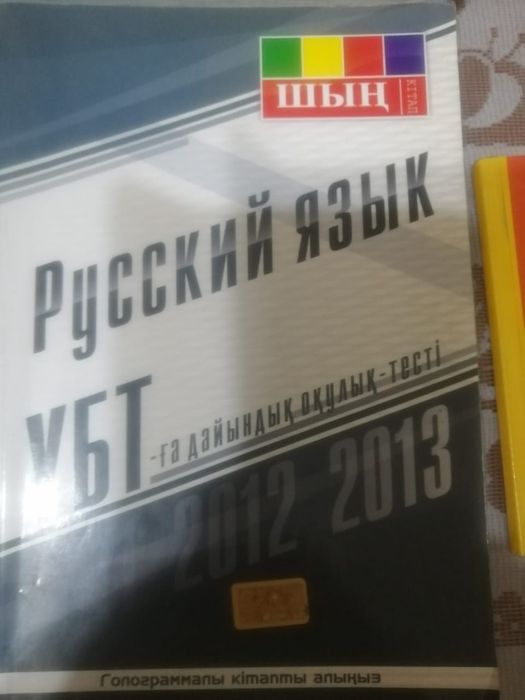 ШЫҢ
КІТАП
Русский язык
ҰБТ-ға дайындық оқулық-тесті
2012 2013
Голограммалы кітапты алыңыз